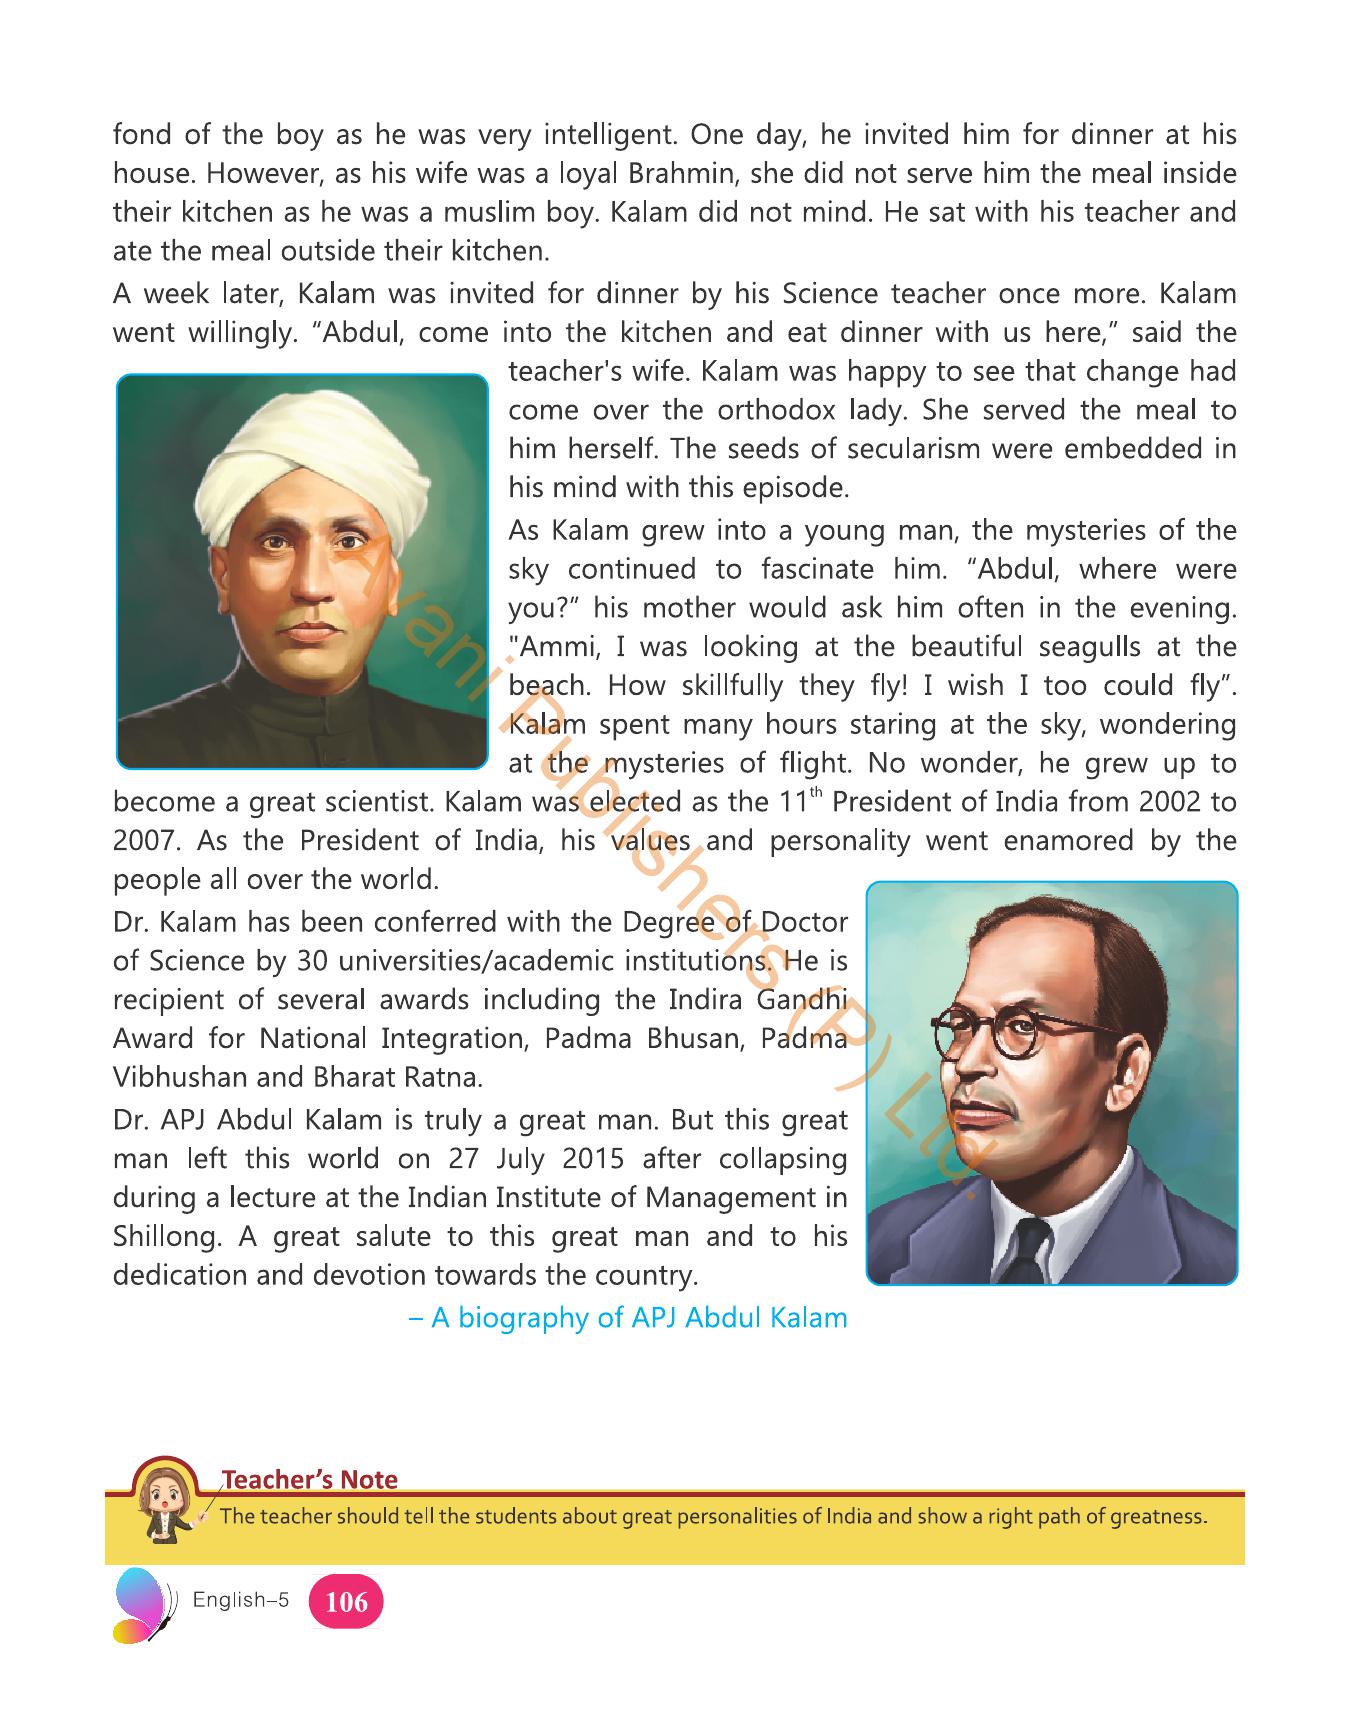 fond of the boy as he was very intelligent. One day, he invited him for dinner at his
house. However, as his wife was a loyal Brahmin, she did not serve him the meal inside
their kitchen as he was a muslim boy. Kalam did not mind. He sat with his teacher and
ate the meal outside their kitchen.
A week later, Kalam was invited for dinner by his Science teacher once more. Kalam
went willingly. “Abdul, come into the kitchen and eat dinner with us here,” said the
teacher's wife. Kalam was happy to see that change had
come over the orthodox lady. She served the meal to
him herself. The seeds of secularism were embedded in
his mind with this episode.
As Kalam grew into a young man, the mysteries of the
sky continued to fascinate him. “Abdul, where were
you?” his mother would ask him often in the evening.
"Ammi, I was looking at the beautiful seagulls at the
beach. How skillfully they fly! I wish I too could fly”.
Kalam spent many hours staring at the sky, wondering
at the mysteries of flight. No wonder, he grew up to
become a great scientist. Kalam was elected as the 11th President of India from 2002 to
2007. As the President of India, his values and personality went enamored by the
people all over the world.
Dr. Kalam has been conferred with the Degree of Doctor
of Science by 30 universities/academic institutions. He is
recipient of several awards including the Indira Gandhi
Award for National Integration, Padma Bhusan, Padma
Vibhushan and Bharat Ratna.
Dr. APJ Abdul Kalam is truly a great man. But this great
man left this world on 27 July 2015 after collapsing
during a lecture at the Indian Institute of Management in
Shillong. A great salute to this great man and to his
dedication and devotion towards the country.
– A biography of APJ Abdul Kalam
Avani Publishers (P) Ltd.
Teacher’s Note
The teacher should tell the students about great personalities of India and show a right path of greatness.
English–5 106